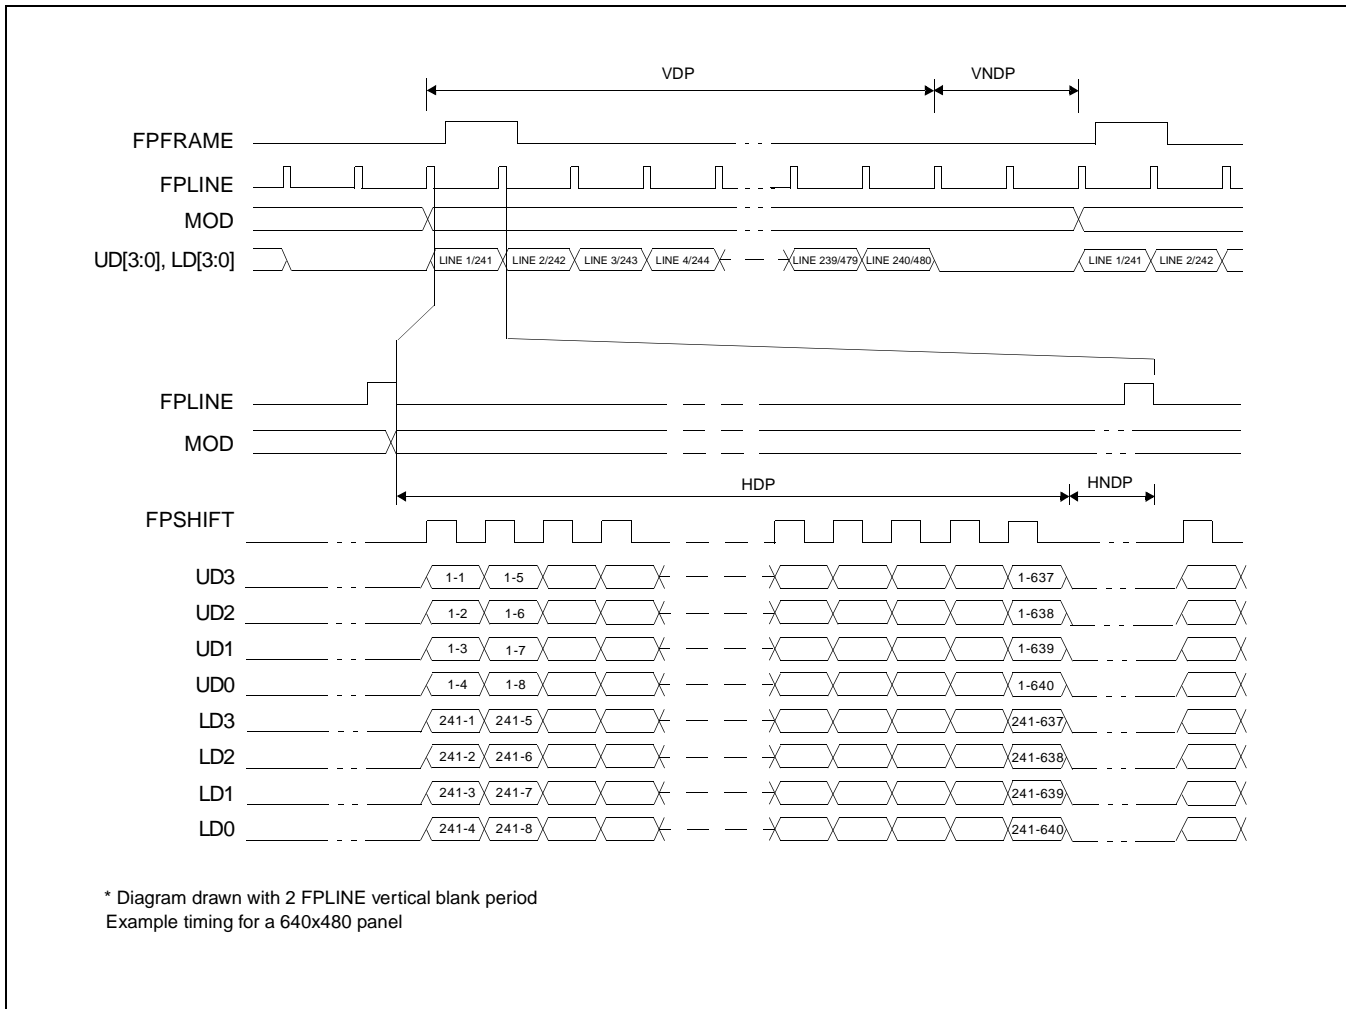 VDP VNDP
FPFRAME
FPLINE
MOD
UD[3:0], LD[3:0] LINE 1/241 LINE 2/242 LINE 3/243 LINE 4/244 LINE 239/479 LINE 240/480 LINE 1/241 LINE 2/242
FPLINE
MOD
HDP HNDP
FPSHIFT
UD3 1-1 1-5 1-637
UD2 1-2 1-6 1-638
UD1 1-3 1-7 1-639
UD0 1-4 1-8 1-640
LD3 241-1 241-5 241-637
LD2 241-2 241-6 241-638
LD1 241-3 241-7 241-639
LD0 241-4 241-8 241-640
* Diagram drawn with 2 FPLINE vertical blank period
Example timing for a 640x480 panel